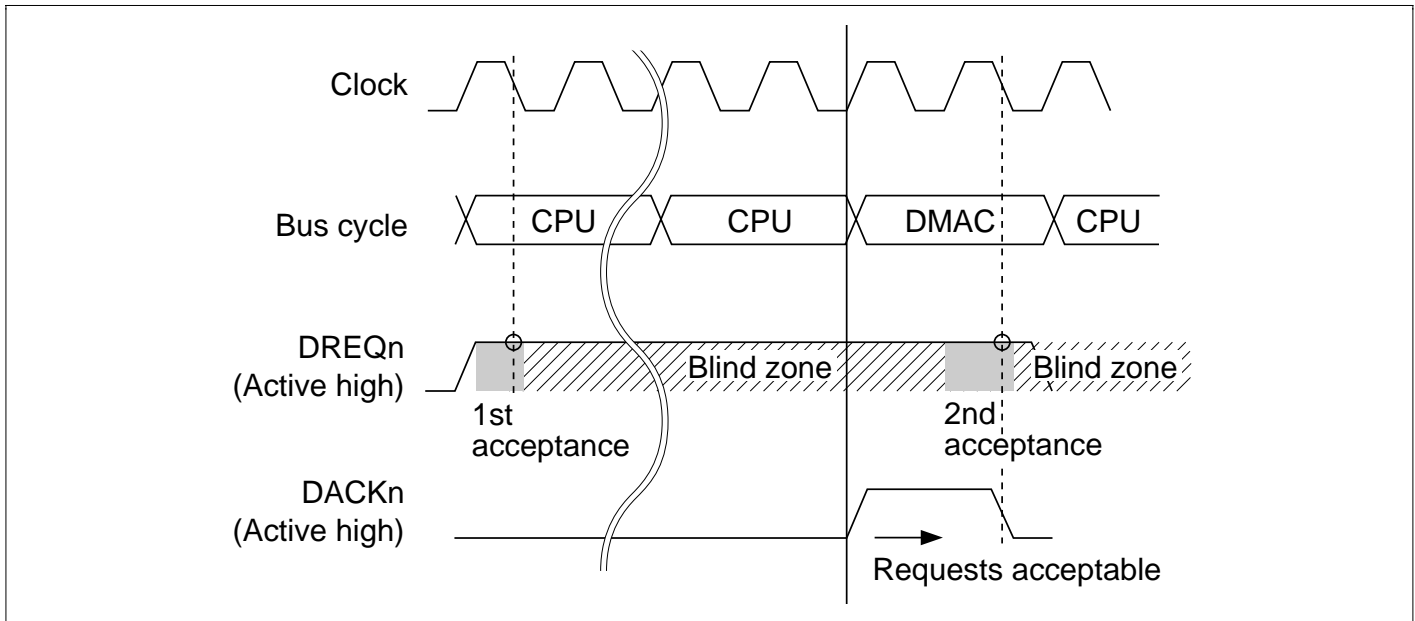 Clock
Bus cycle
CPU
CPU
DMAC
CPU
DREQn
(Active high)
Blind zone
Blind zone
1st
acceptance
2nd
acceptance
DACKn
(Active high)
Requests acceptable